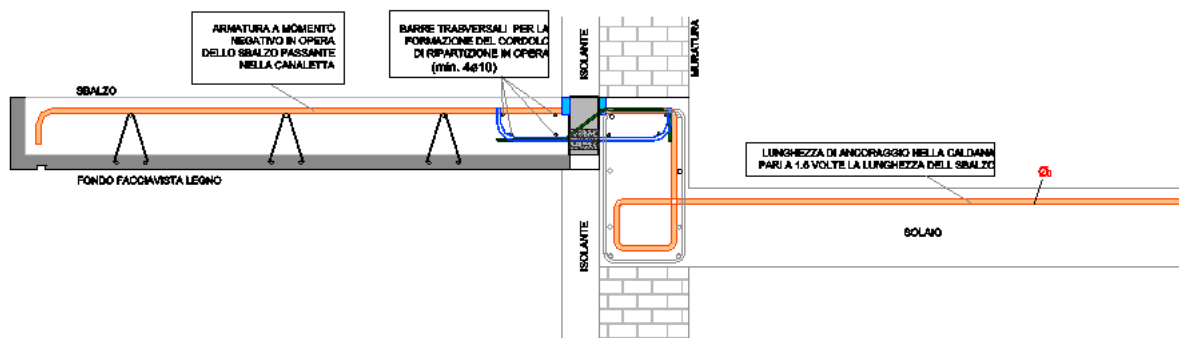 ARMATURA A MOMENTO
NEGATIVO IN OPERA
DELLO SBALZO PASSANTE
NELLA CANALETTA
BARRE TRASVERSALI PER LA
FORMAZIONE DEL CORDOLO
DI RIPARTIZIONE IN OPERA
(min. 4ø10)
ISOLANTE
MURATURA
SBALZO
FONDO FACCIAVISTA LEGNO
LUNGHEZZA DI ANCORAGGIO NELLA CALDANA
PARI A 1.5 VOLTE LA LUNGHEZZA DELL SBALZO
SOLAIO
ISOLANTE